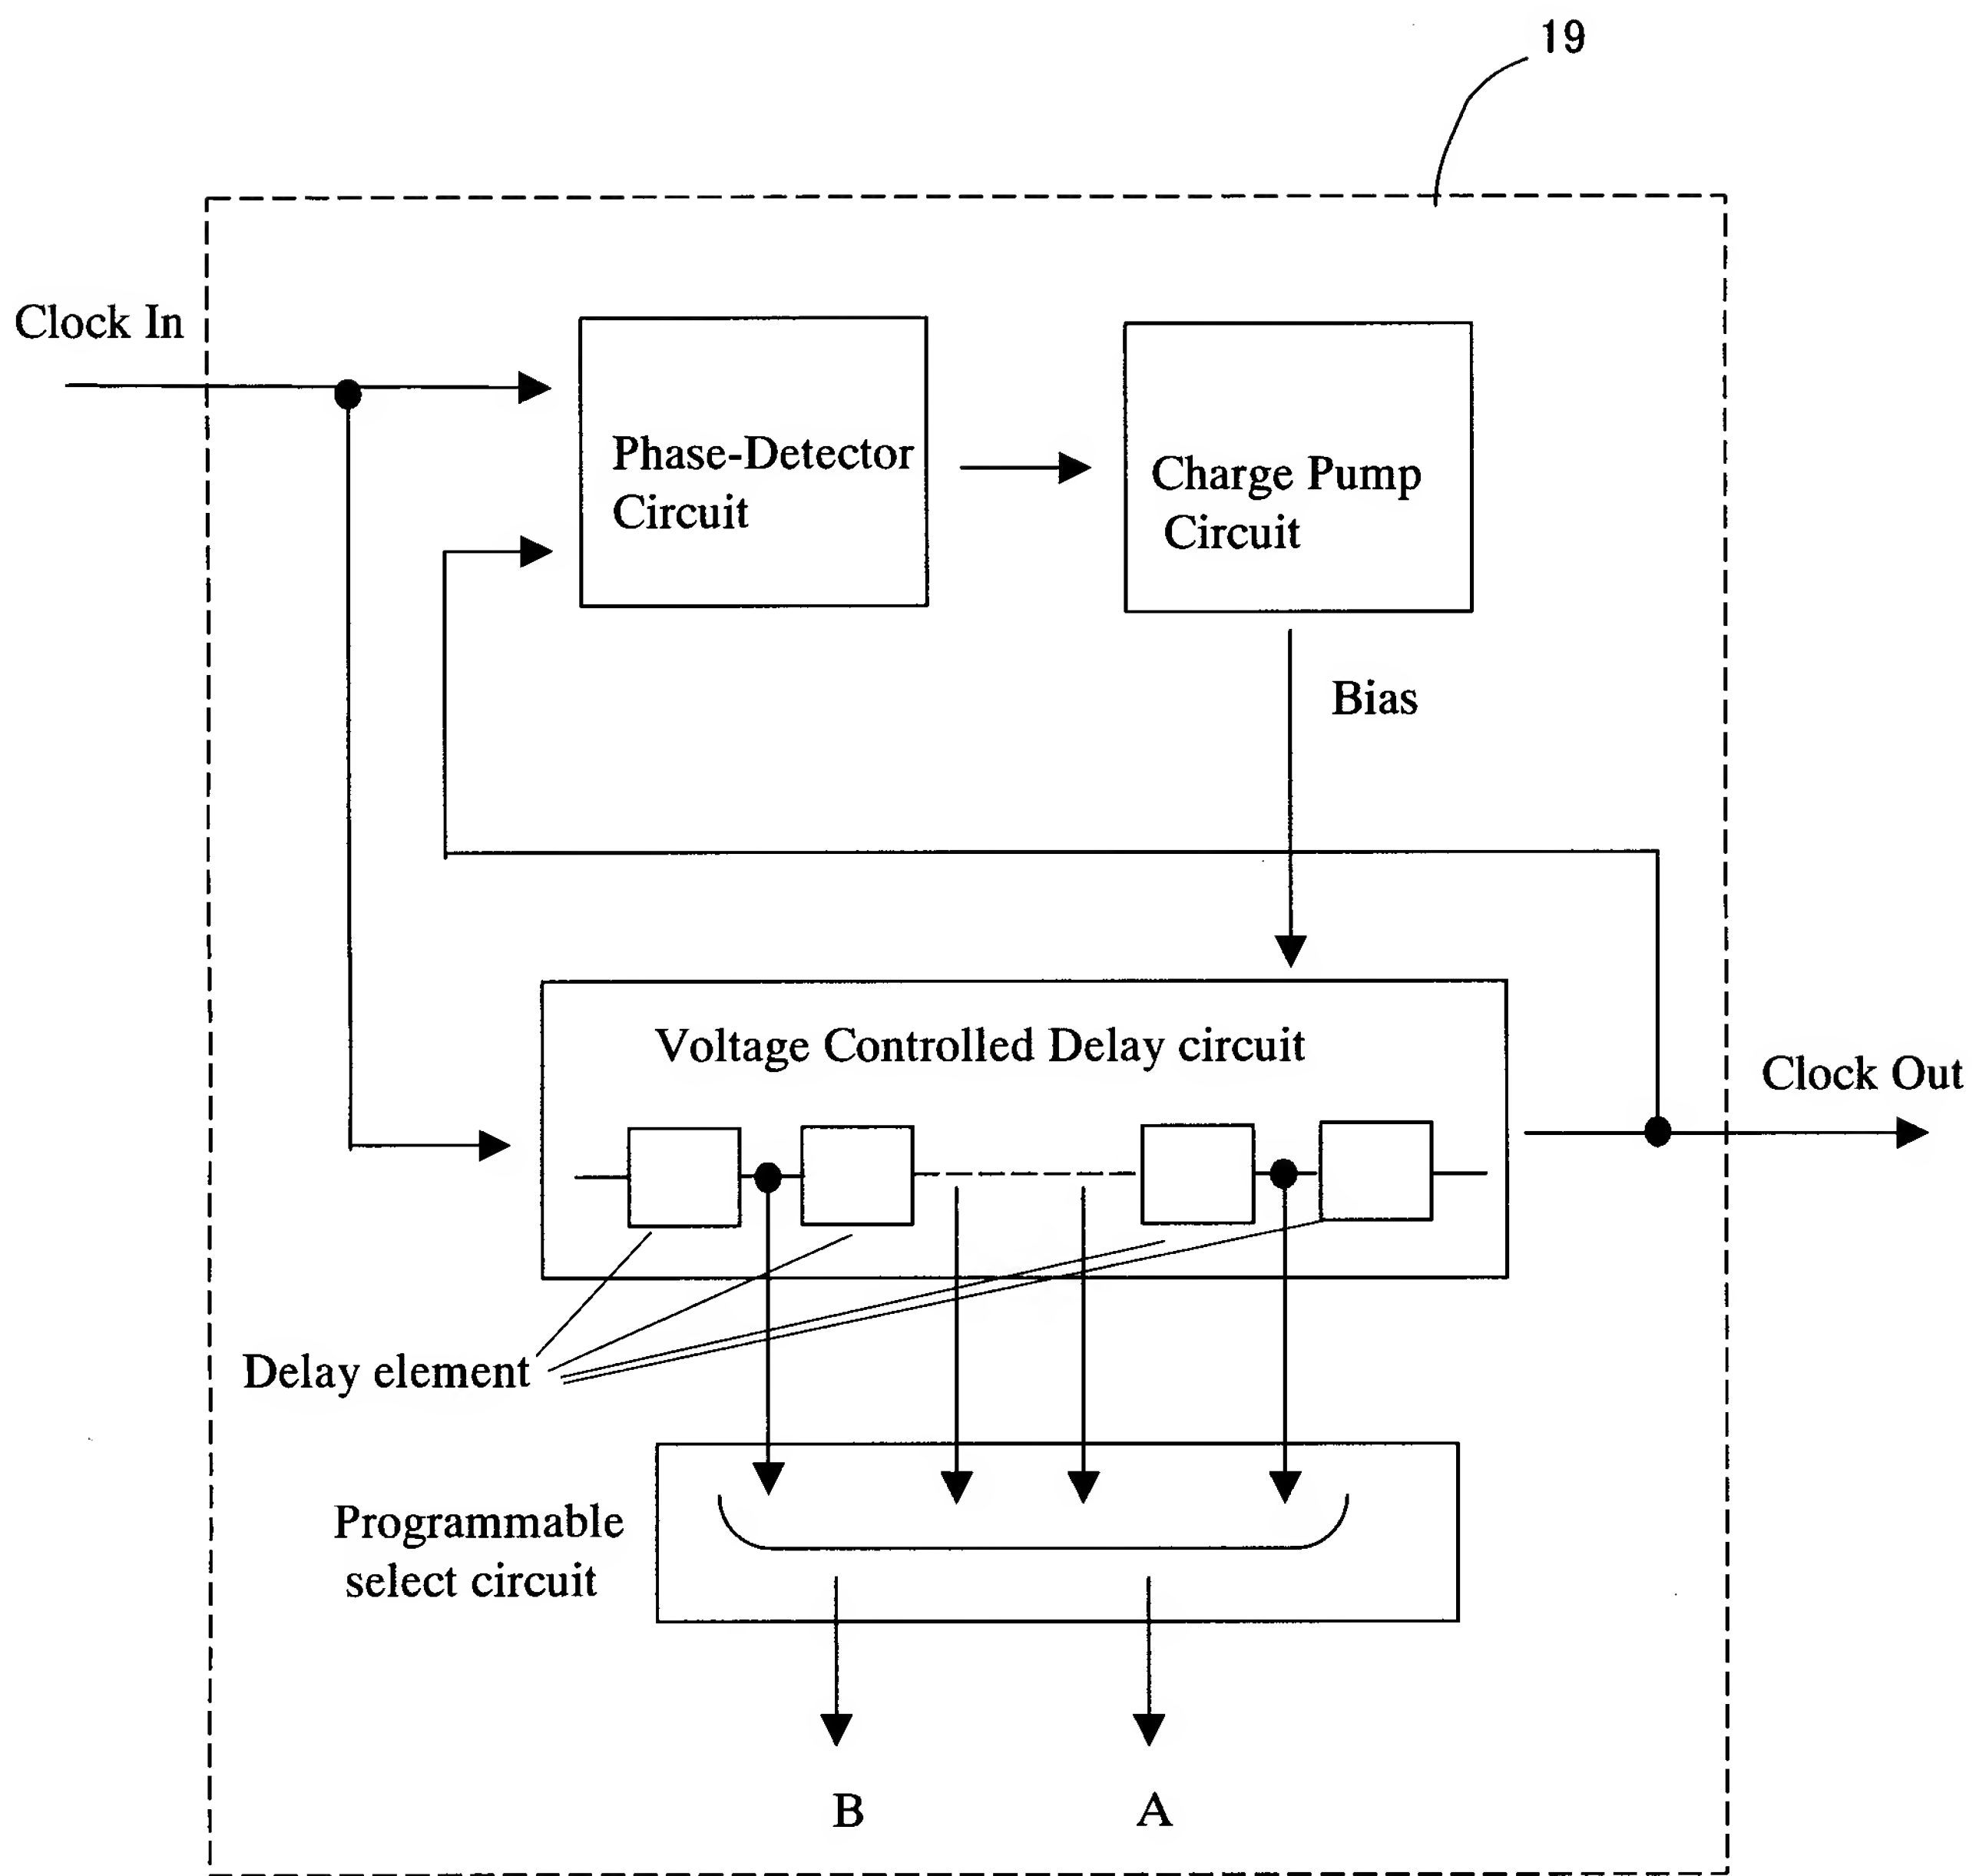 19
Clock In
Phase-Detector
Circuit
Charge Pump
Circuit
Bias
Voltage Controlled Delay circuit
Clock Out
Delay element
Programmable
select circuit
B
A